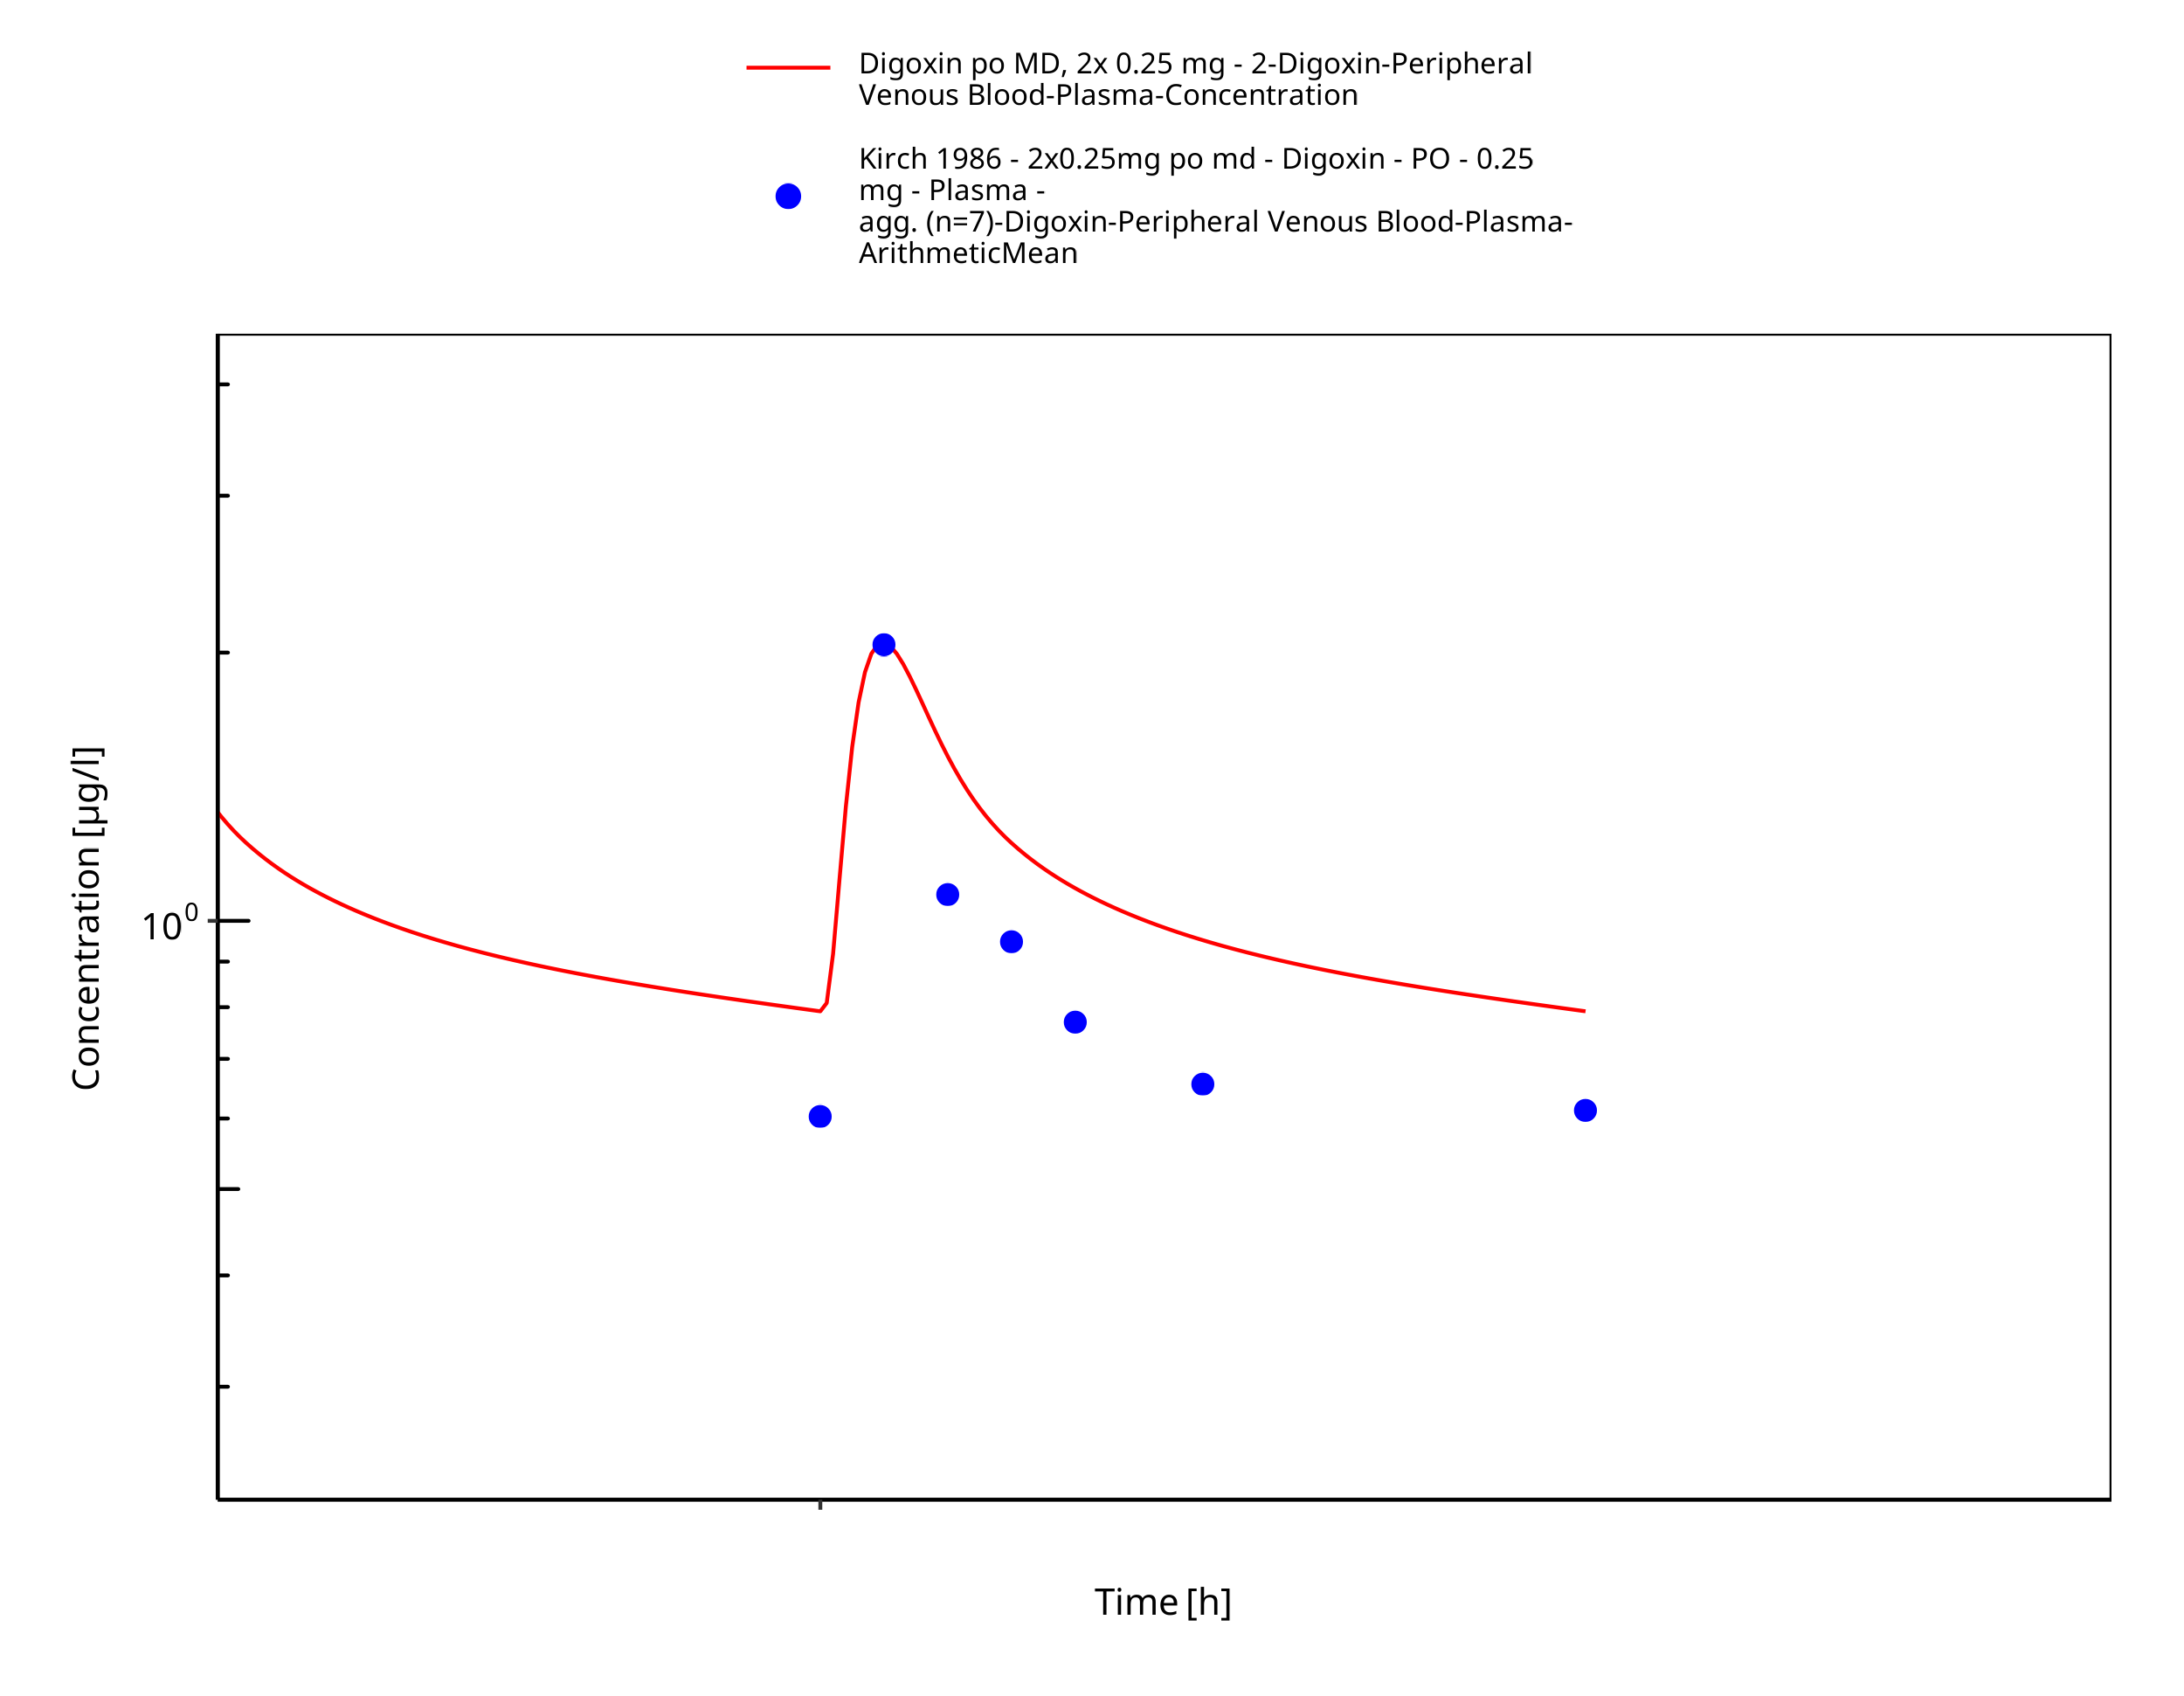 Digoxin po MD, 2x 0.25 mg - 2-Digoxin-Peripheral
Venous Blood-Plasma-Concentration
Kirch 1986 - 2x0.25mg po md - Digoxin - PO - 0.25
mg - Plasma -
agg. (n=7)-Digoxin-Peripheral Venous Blood-Plasma-
ArithmeticMean
Concentration [µg/l]
10⁰
Time [h]